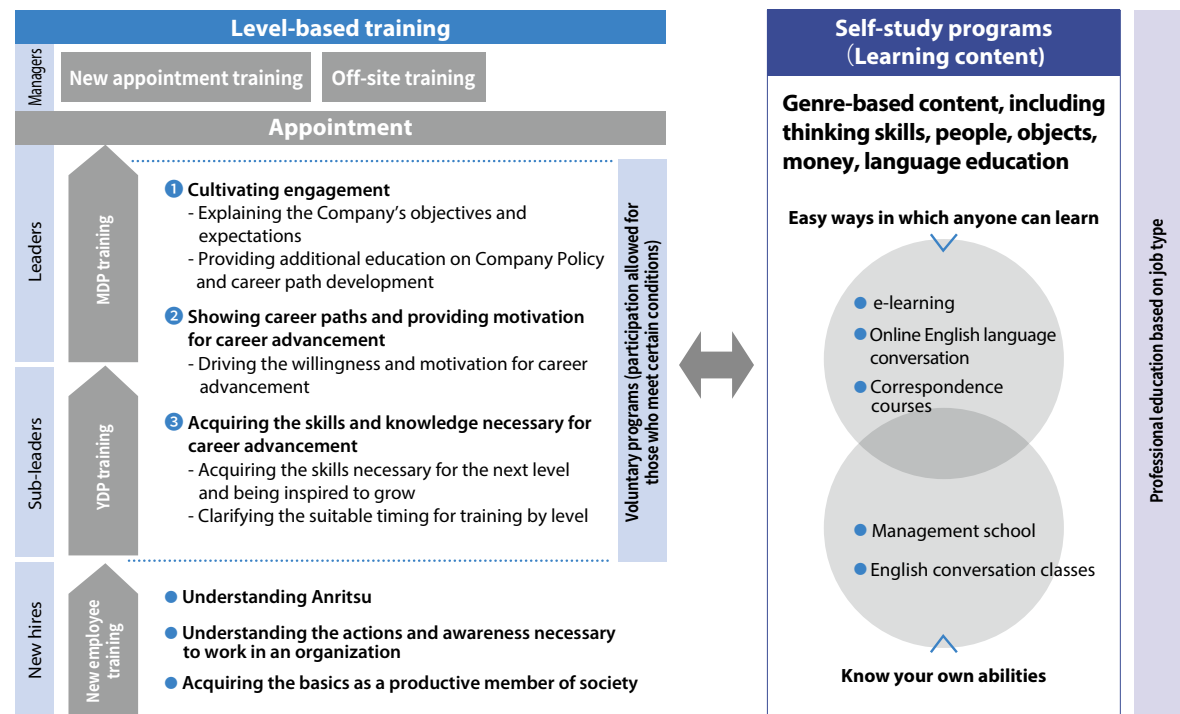 Level-based training
Managers
New appointment training
Off-site training
Appointment
Leaders
MDP training
Sub-leaders
YDP training
New hires
New employee
training
1 Cultivating engagement
- Explaining the Company’s objectives and
expectations
- Providing additional education on Company Policy
and career path development
2 Showing career paths and providing motivation
for career advancement
- Driving the willingness and motivation for career
advancement
3 Acquiring the skills and knowledge necessary for
career advancement
- Acquiring the skills necessary for the next level
and being inspired to grow
- Clarifying the suitable timing for training by level
● Understanding Anritsu
● Understanding the actions and awareness necessary
to work in an organization
● Acquiring the basics as a productive member of society
Voluntary programs (participation allowed for
those who meet certain conditions)
Self-study programs
（Learning content)
Genre-based content, including
thinking skills, people, objects,
money, language education
Easy ways in which anyone can learn
● e-learning
● Online English language
conversation
● Correspondence
courses
● Management school
● English conversation classes
Know your own abilities
Professional education based on job type